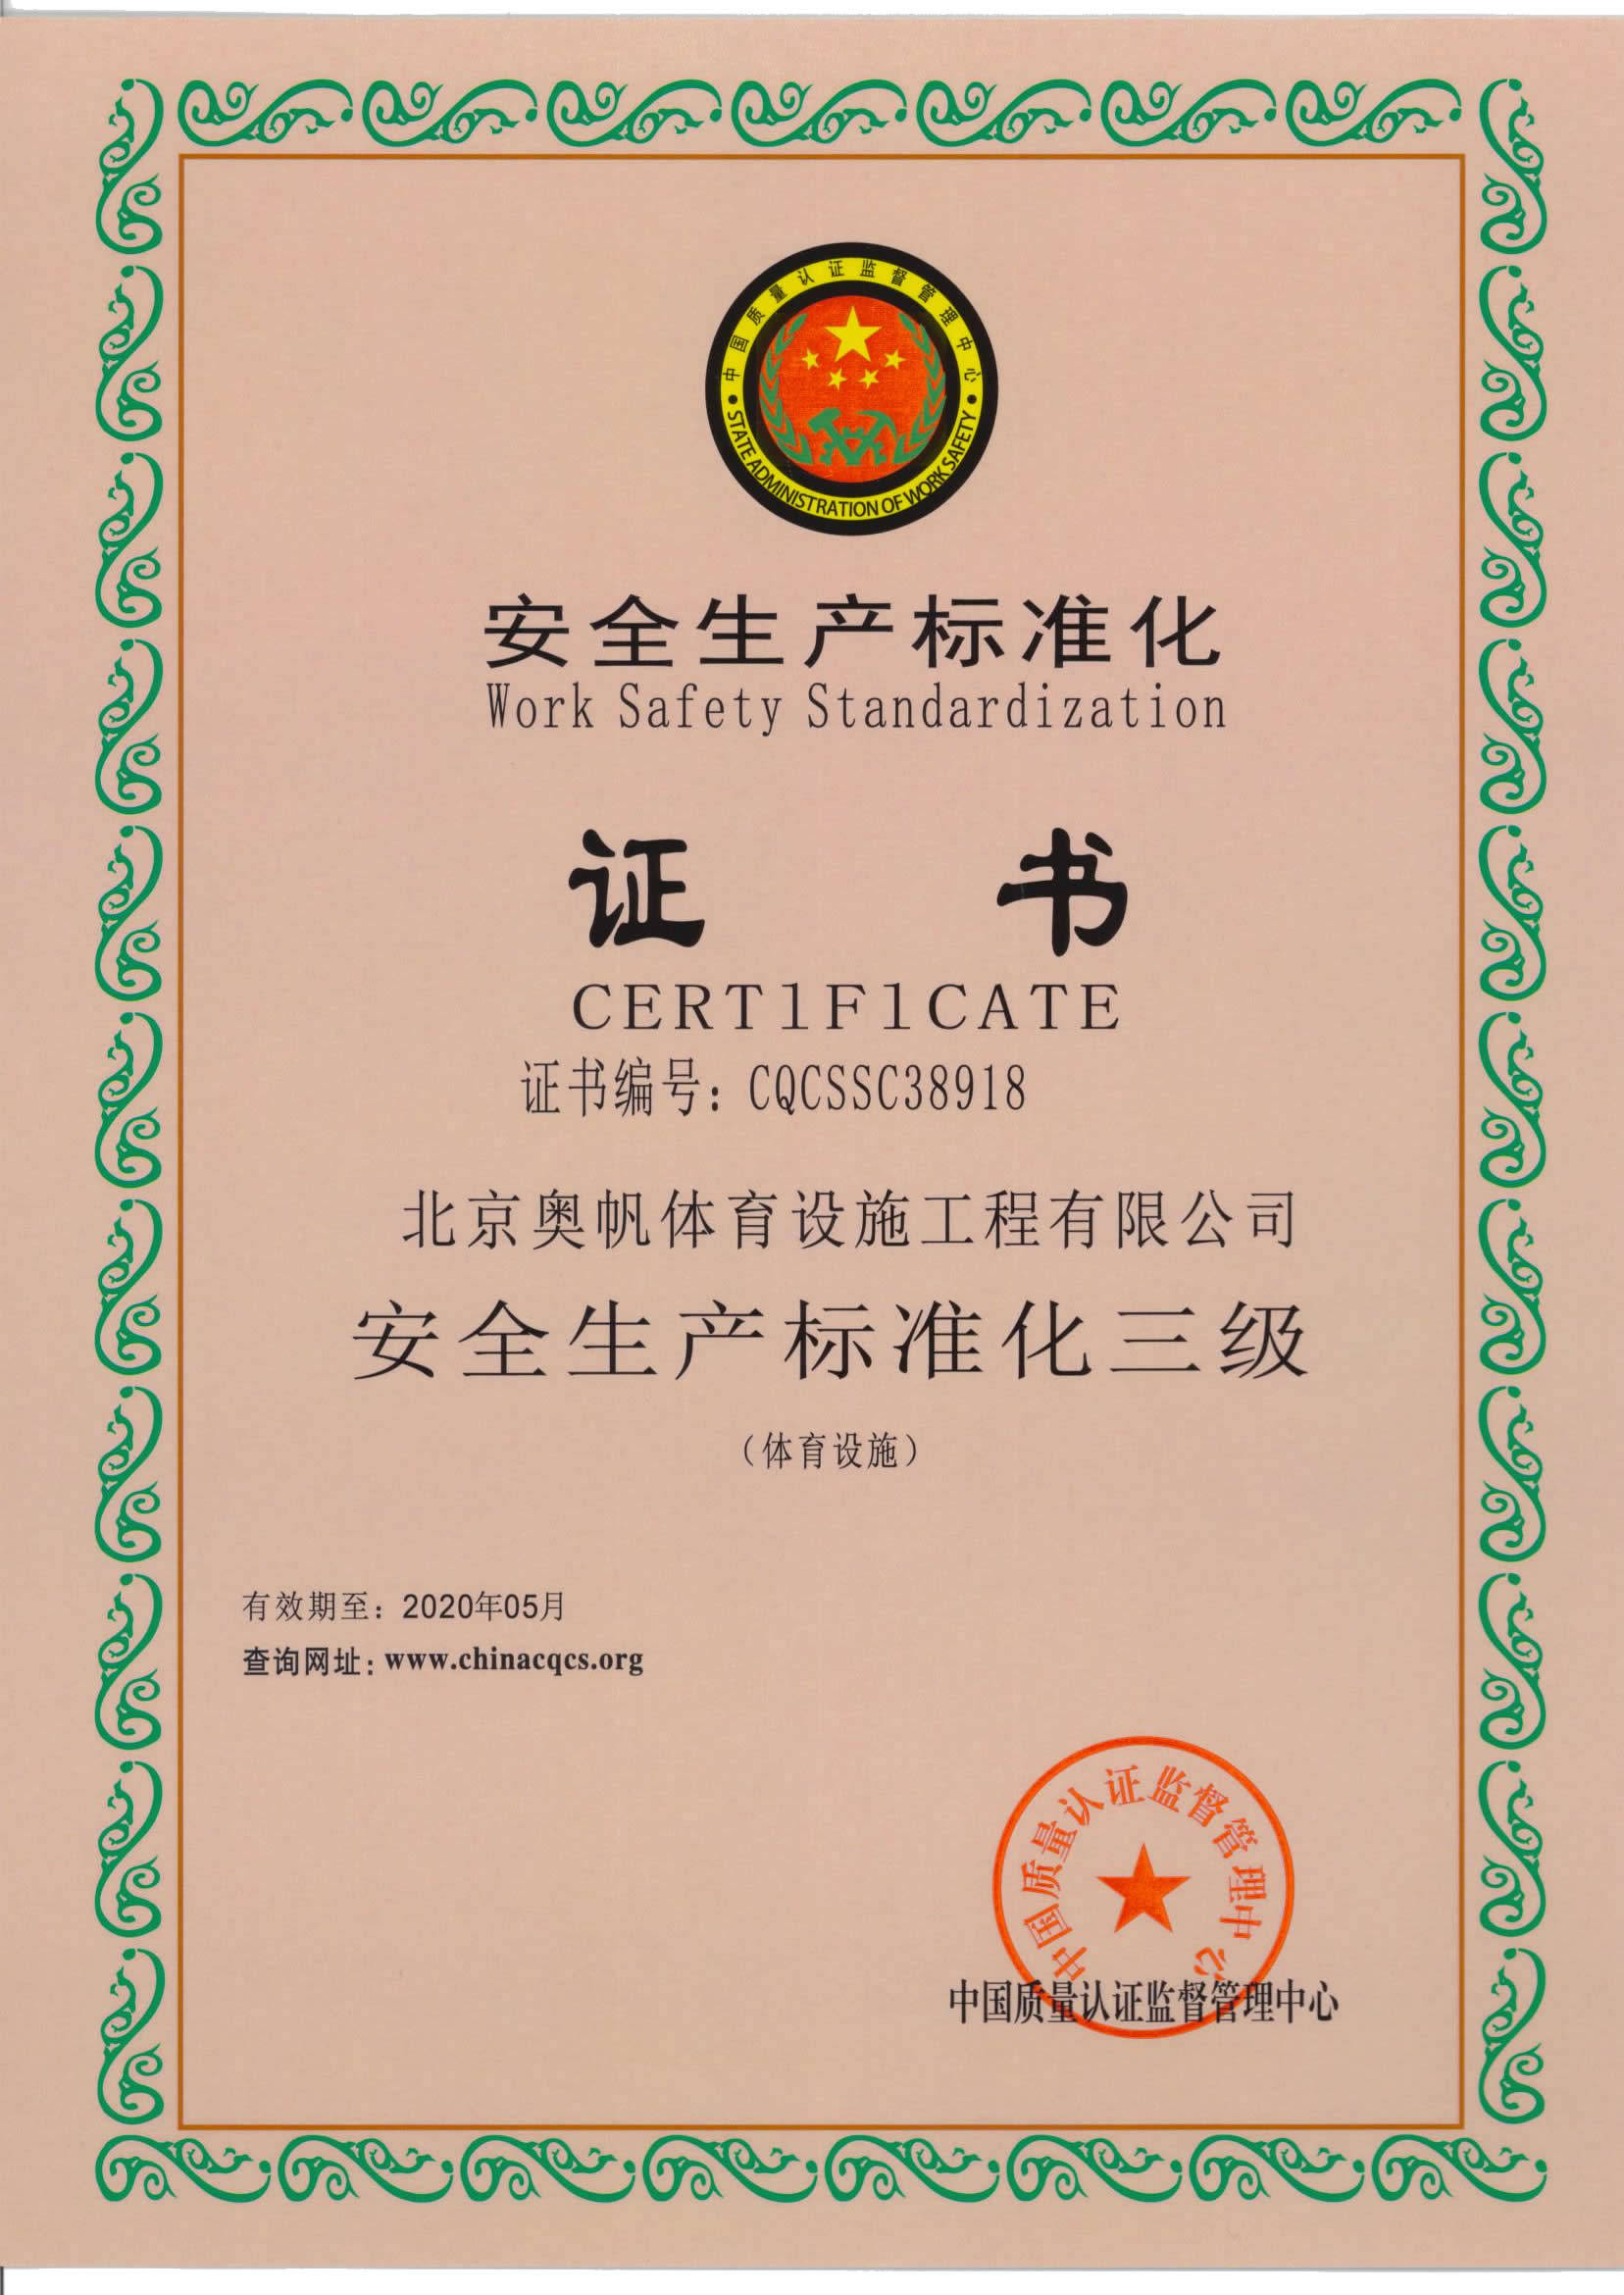 中国质量认证监督管理中心
STATE ADMINISTRATION OF WORK SAFETY
安全生产标准化
Work Safety Standardization
证 书
CERT1F1CATE
证书编号：CQCSSC38918
北京奥帆体育设施工程有限公司
安全生产标准化三级
（体育设施）
有效期至：2020年05月
查询网址：www.chinacqcs.org
中国质量认证监督管理中心
中国质量认证监督管理中心